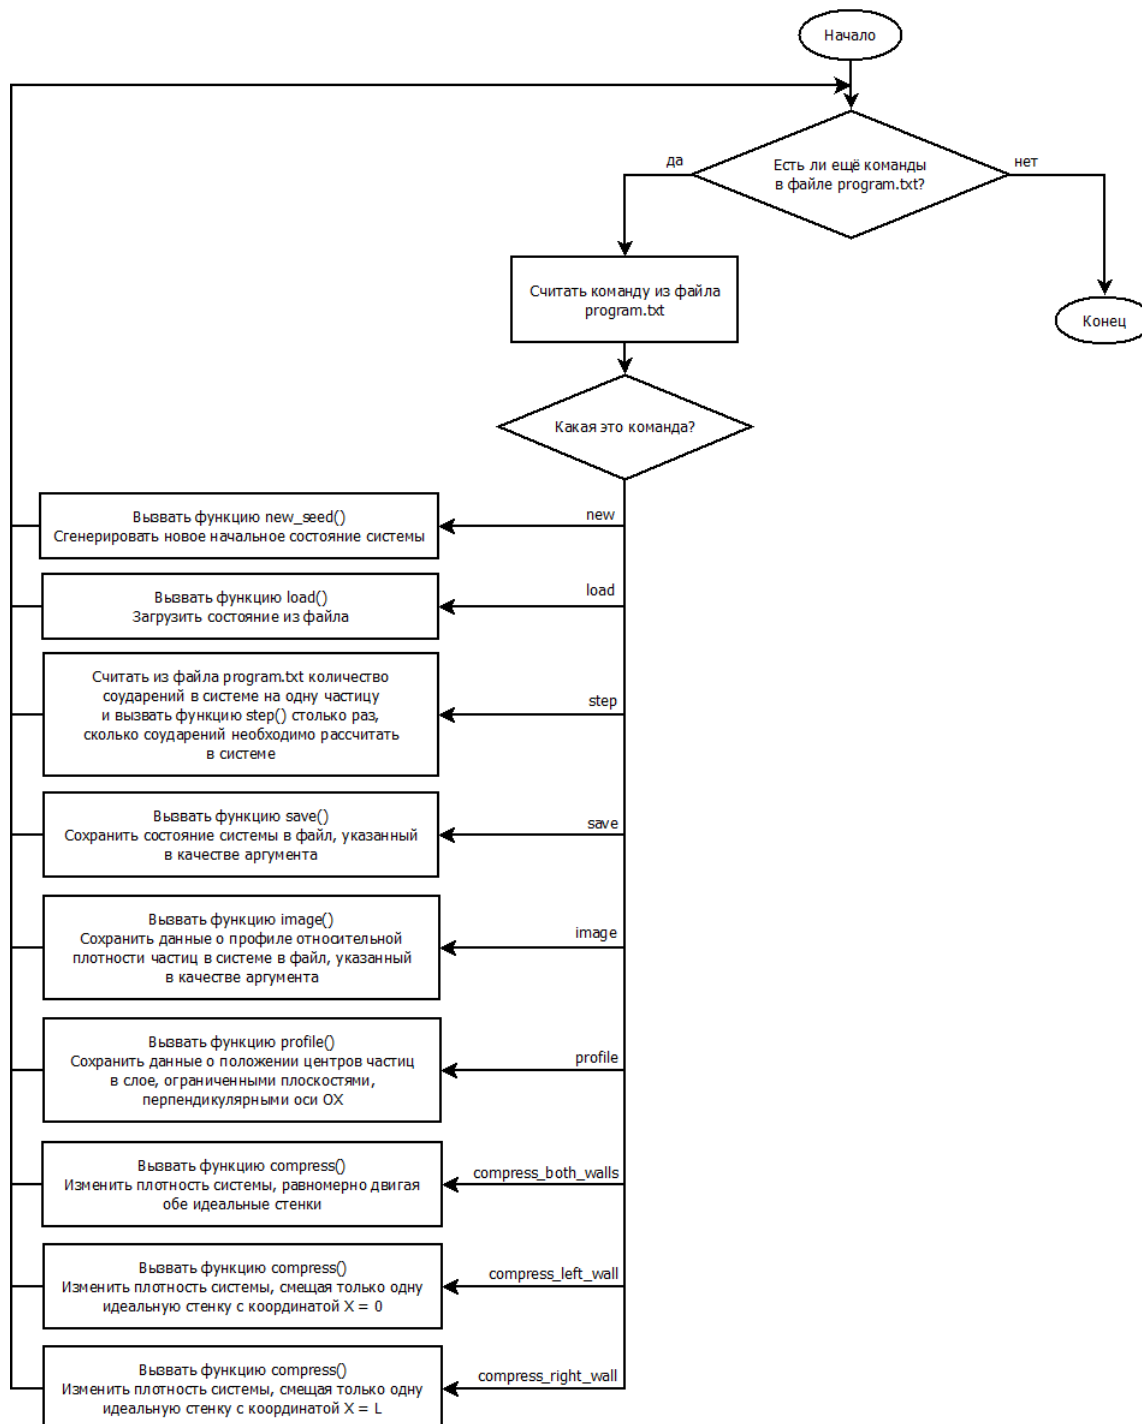 Начало
Есть ли ещё команды
в файле program.txt?
да
нет
Считать команду из файла
program.txt
Конец
Какая это команда?
Вызвать функцию new_seed()
Сгенерировать новое начальное состояние системы
new
Вызвать функцию load()
Загрузить состояние из файла
load
Считать из файла program.txt количество
соударений в системе на одну частицу
и вызвать функцию step() столько раз,
сколько соударений необходимо рассчитать
в системе
step
Вызвать функцию save()
Сохранить состояние системы в файл, указанный
в качестве аргумента
save
Вызвать функцию image()
Сохранить данные о профиле относительной
плотности частиц в системе в файл, указанный
в качестве аргумента
image
Вызвать функцию profile()
Сохранить данные о положении центров частиц
в слое, ограниченными плоскостями,
перпендикулярными оси OX
profile
Вызвать функцию compress()
Изменить плотность системы, равномерно двигая
обе идеальные стенки
compress_both_walls
Вызвать функцию compress()
Изменить плотность системы, смещая только одну
идеальную стенку с координатой X = 0
compress_left_wall
Вызвать функцию compress()
Изменить плотность системы, смещая только одну
идеальную стенку с координатой X = L
compress_right_wall